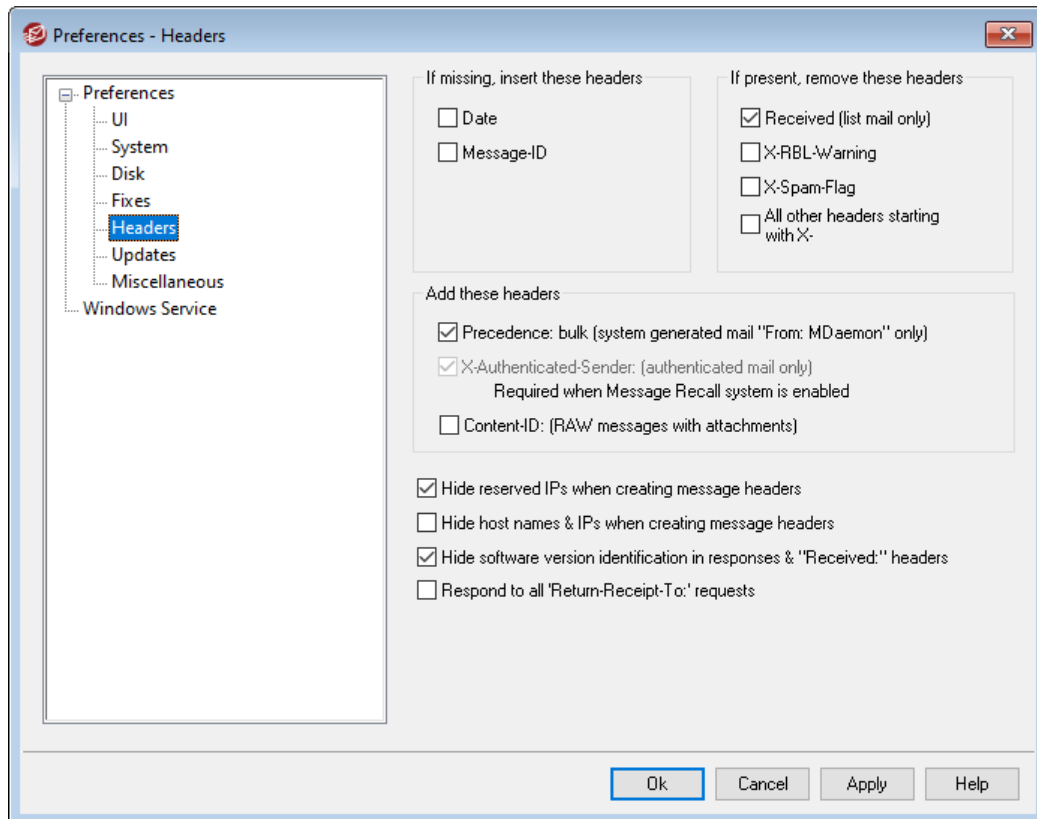 Preferences - Headers
Preferences
UI
System
Disk
Fixes
Headers
Updates
Miscellaneous
Windows Service
If missing, insert these headers
Date
Message-ID
If present, remove these headers
Received (list mail only)
X-RBL-Warning
X-Spam-Flag
All other headers starting
with X-
Add these headers
Precedence: bulk (system generated mail "From: MDaemon" only)
X-Authenticated-Sender: (authenticated mail only)
Required when Message Recall system is enabled
Content-ID: (RAW messages with attachments)
Hide reserved IPs when creating message headers
Hide host names & IPs when creating message headers
Hide software version identification in responses & "Received:" headers
Respond to all 'Return-Receipt-To:' requests
Ok
Cancel
Apply
Help